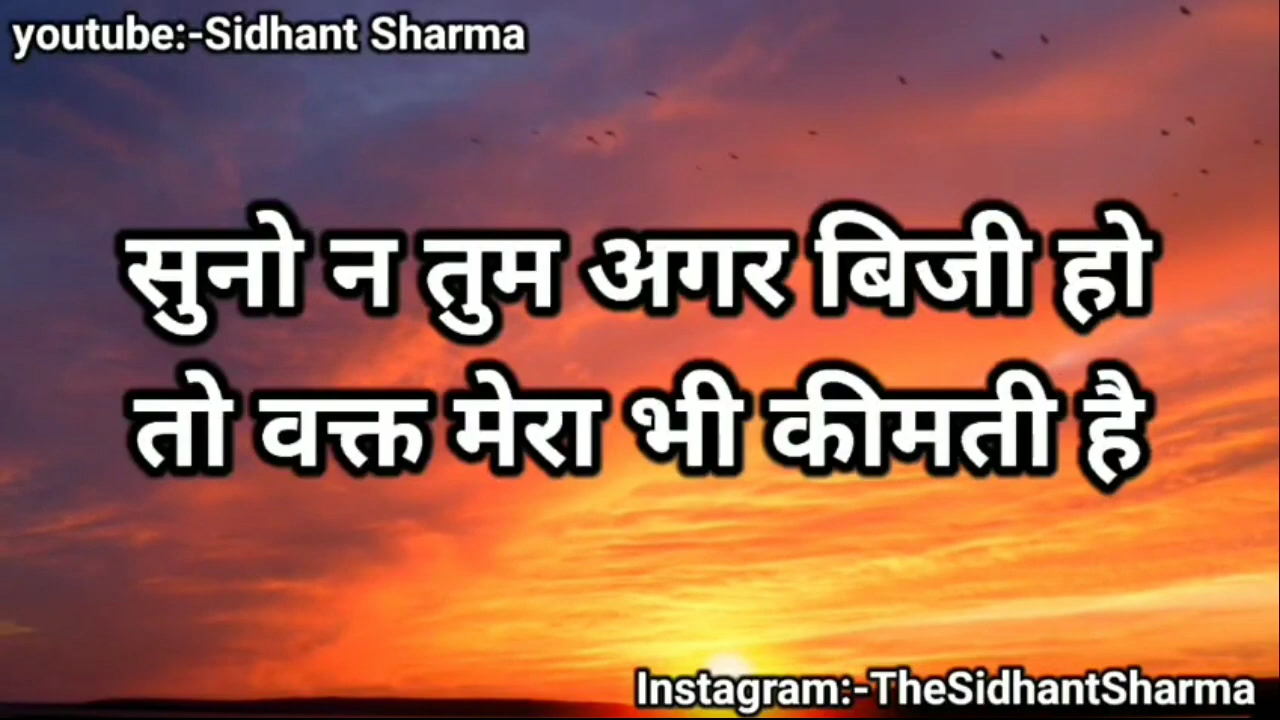 youtube:-Sidhant Sharma
सुनो न तुम अगर बिजी हो
तो वक्त मेरा भी कीमती है
Instagram:-TheSidhantSharma